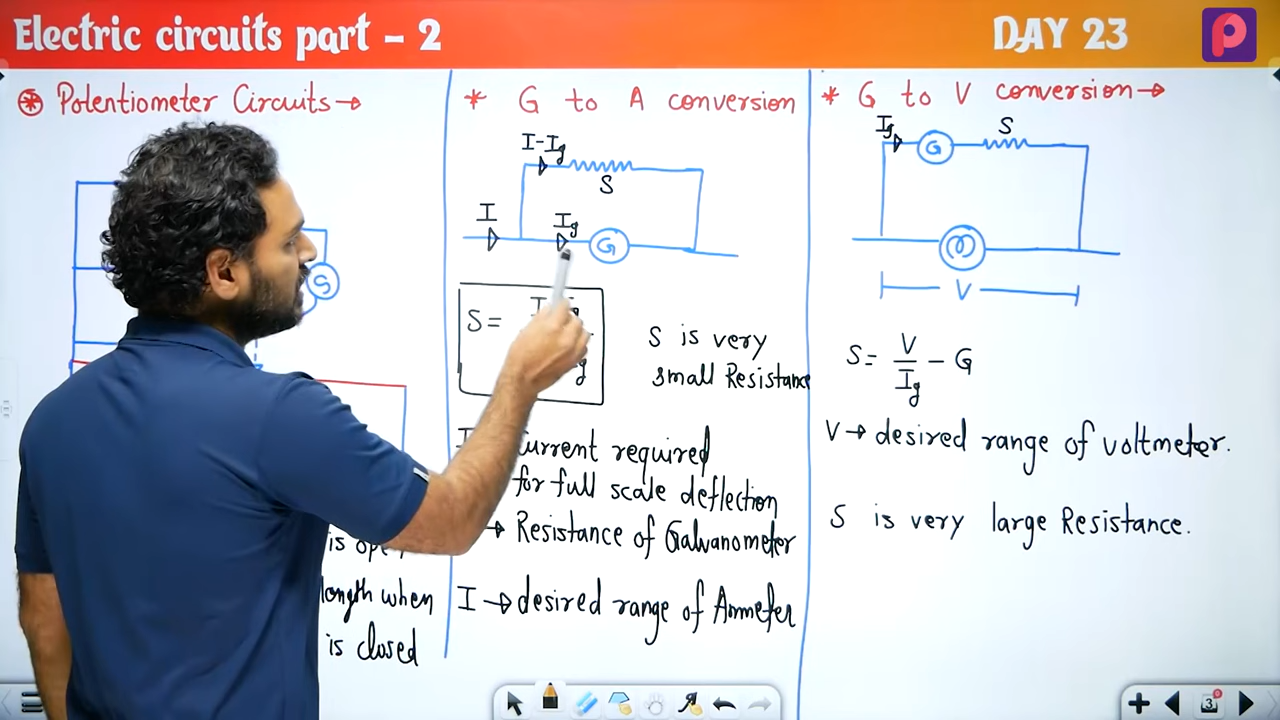 Electric circuits part - 2
DAY 23
Potentiometer Circuits→
S
is ope
length when
is closed
* G to A conversion
I-Ig
S
I
Ig
G
S=
S is very
small Resistance
Current required
for full scale deflection
→ Resistance of Galvanometer
I → desired range of Ammeter
* G to V conversion→
Ig
G
S
V
S= V/Ig - G
V→ desired range of voltmeter.
S is very large Resistance.
3